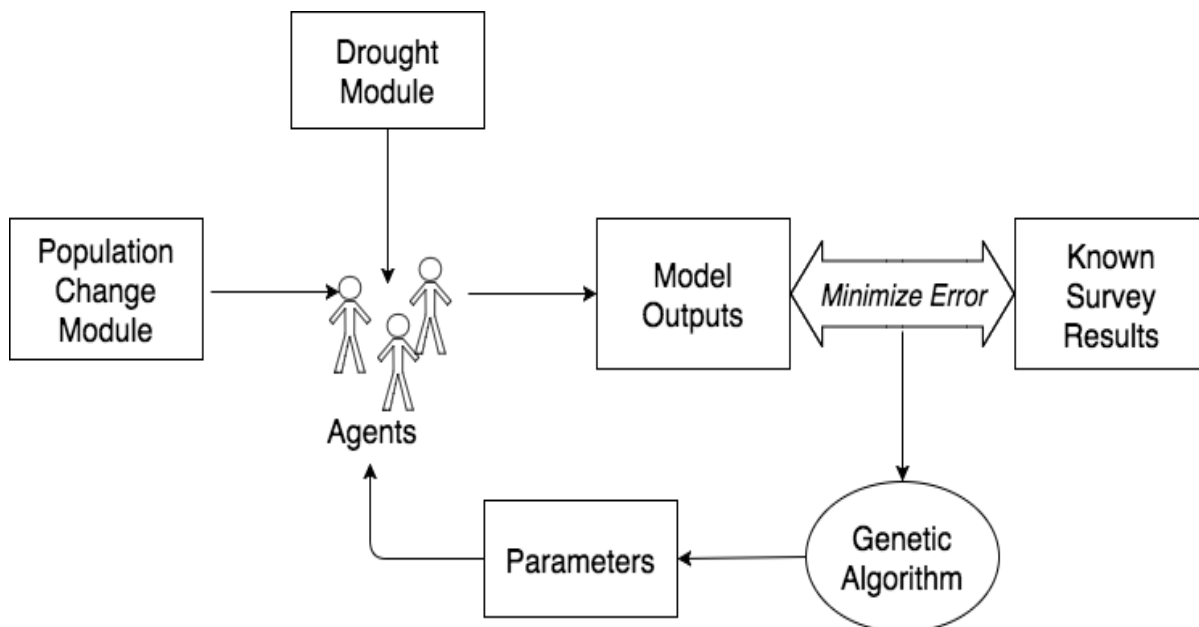 Drought
Module
Population
Change
Module
Agents
Model
Outputs
Minimize Error
Known
Survey
Results
Parameters
Genetic
Algorithm